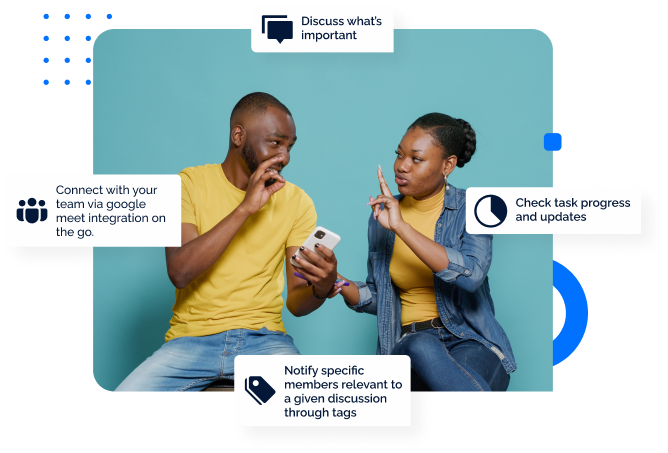 Discuss what's
important
Connect with your
team via google
meet integration on
the go.
Check task progress
and updates
Notify specific
members relevant to
a given discussion
through tags